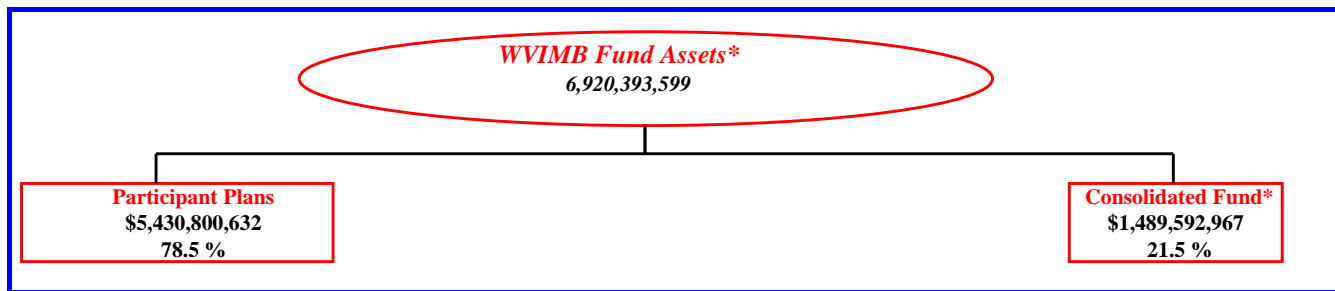 WVIMB Fund Assets*
6,920,393,599
Participant Plans
$5,430,800,632
78.5 %
Consolidated Fund*
$1,489,592,967
21.5 %